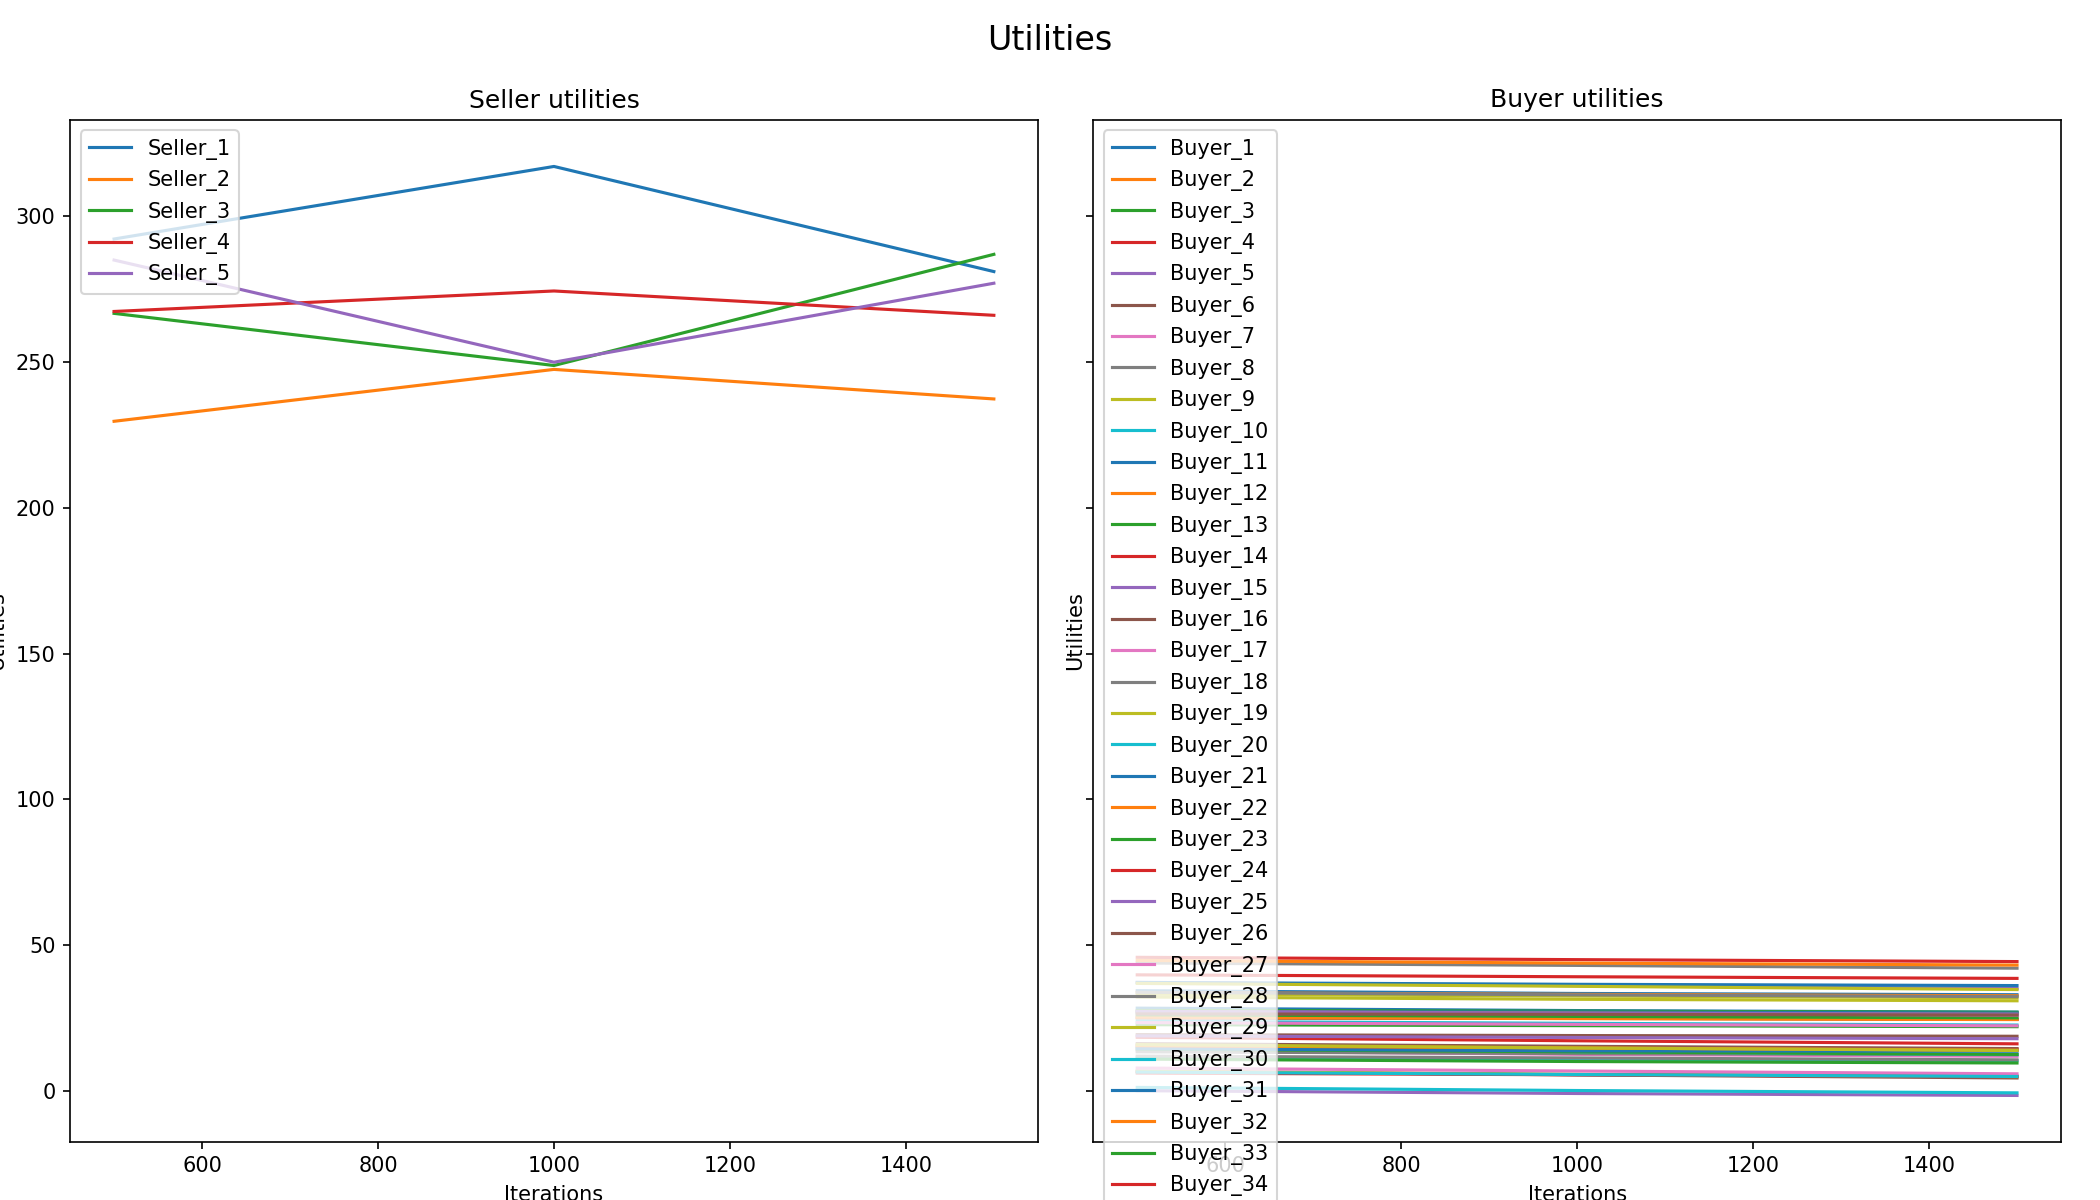 Utilities
Seller utilities
Seller_1
Seller_2
Seller_3
Seller_4
Seller_5
300
250
200
150
100
50
0
600
800
1000
1200
1400
Iterations
Buyer utilities
Utilities
Buyer_1
Buyer_2
Buyer_3
Buyer_4
Buyer_5
Buyer_6
Buyer_7
Buyer_8
Buyer_9
Buyer_10
Buyer_11
Buyer_12
Buyer_13
Buyer_14
Buyer_15
Buyer_16
Buyer_17
Buyer_18
Buyer_19
Buyer_20
Buyer_21
Buyer_22
Buyer_23
Buyer_24
Buyer_25
Buyer_26
Buyer_27
Buyer_28
Buyer_29
Buyer_30
Buyer_31
Buyer_32
Buyer_33
Buyer_34
600
800
1000
1200
1400
Iterations